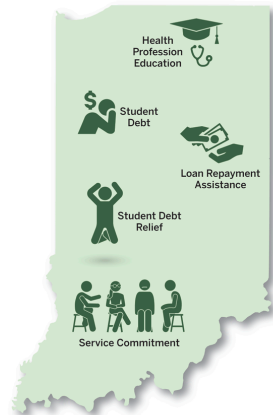 Health
Profession
Education
$
Student
Debt
Loan Repayment
Assistance
Student Debt
Relief
Service Commitment